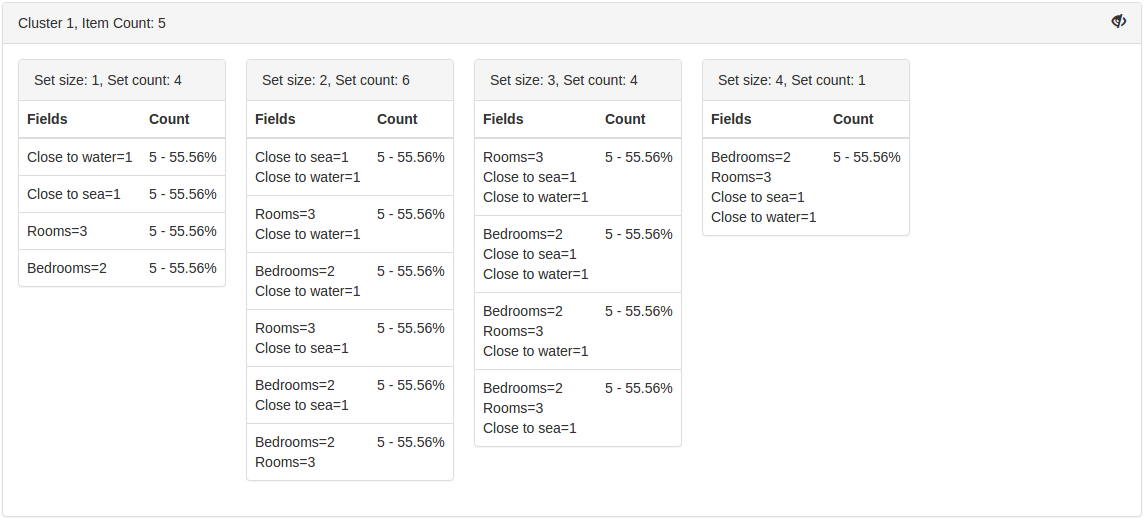 Cluster 1, Item Count: 5
Set size: 1, Set count: 4
Fields Count
Close to water=1 5 - 55.56%
Close to sea=1 5 - 55.56%
Rooms=3 5 - 55.56%
Bedrooms=2 5 - 55.56%
Set size: 2, Set count: 6
Fields Count
Close to sea=1 5 - 55.56%
Close to water=1
Rooms=3 5 - 55.56%
Close to water=1
Bedrooms=2 5 - 55.56%
Close to water=1
Rooms=3 5 - 55.56%
Close to sea=1
Bedrooms=2 5 - 55.56%
Close to sea=1
Bedrooms=2 5 - 55.56%
Rooms=3
Set size: 3, Set count: 4
Fields Count
Rooms=3 5 - 55.56%
Close to sea=1
Close to water=1
Bedrooms=2 5 - 55.56%
Close to sea=1
Close to water=1
Bedrooms=2 5 - 55.56%
Rooms=3
Close to water=1
Bedrooms=2 5 - 55.56%
Rooms=3
Close to sea=1
Set size: 4, Set count: 1
Fields Count
Bedrooms=2 5 - 55.56%
Rooms=3
Close to sea=1
Close to water=1